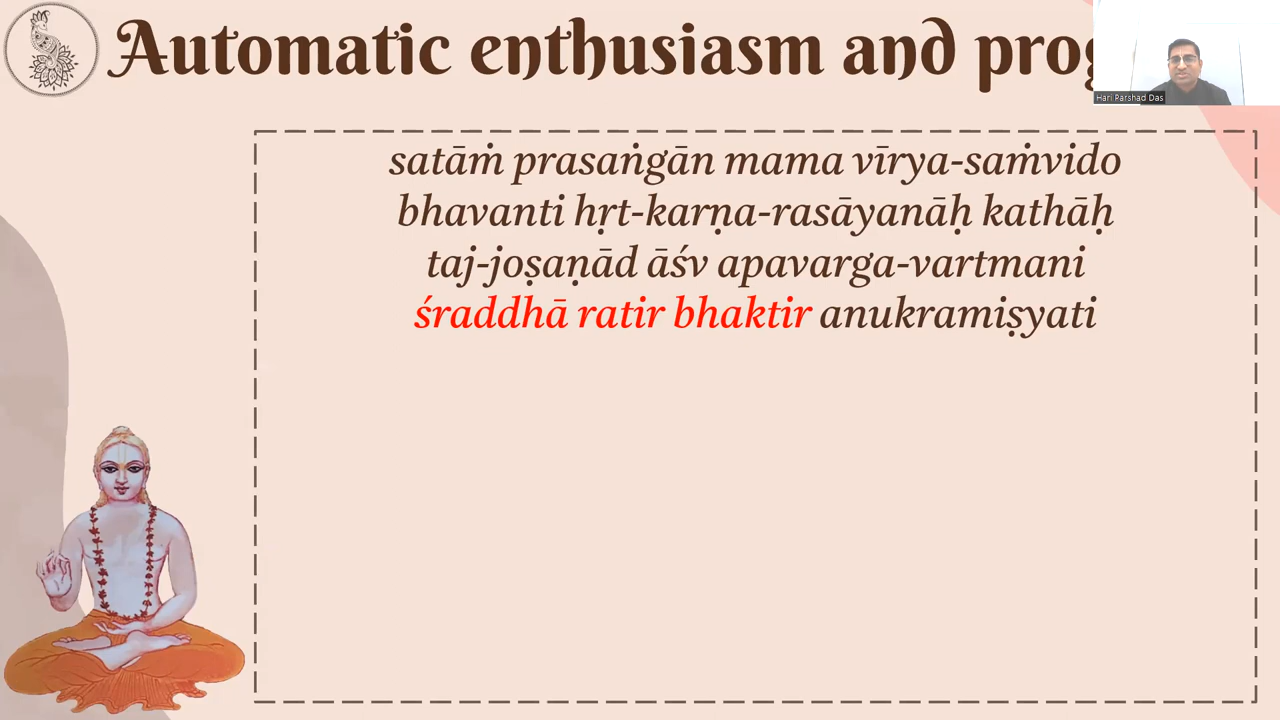 Automatic enthusiasm and prog
Hari Parshad Das
satāṁ prasaṅgān mama vīrya-saṁvido
bhavanti hṛt-karṇa-rasāyanāḥ kathāḥ
taj-joṣaṇād āśv apavarga-vartmani
śraddhā ratir bhaktir anukramiṣyati